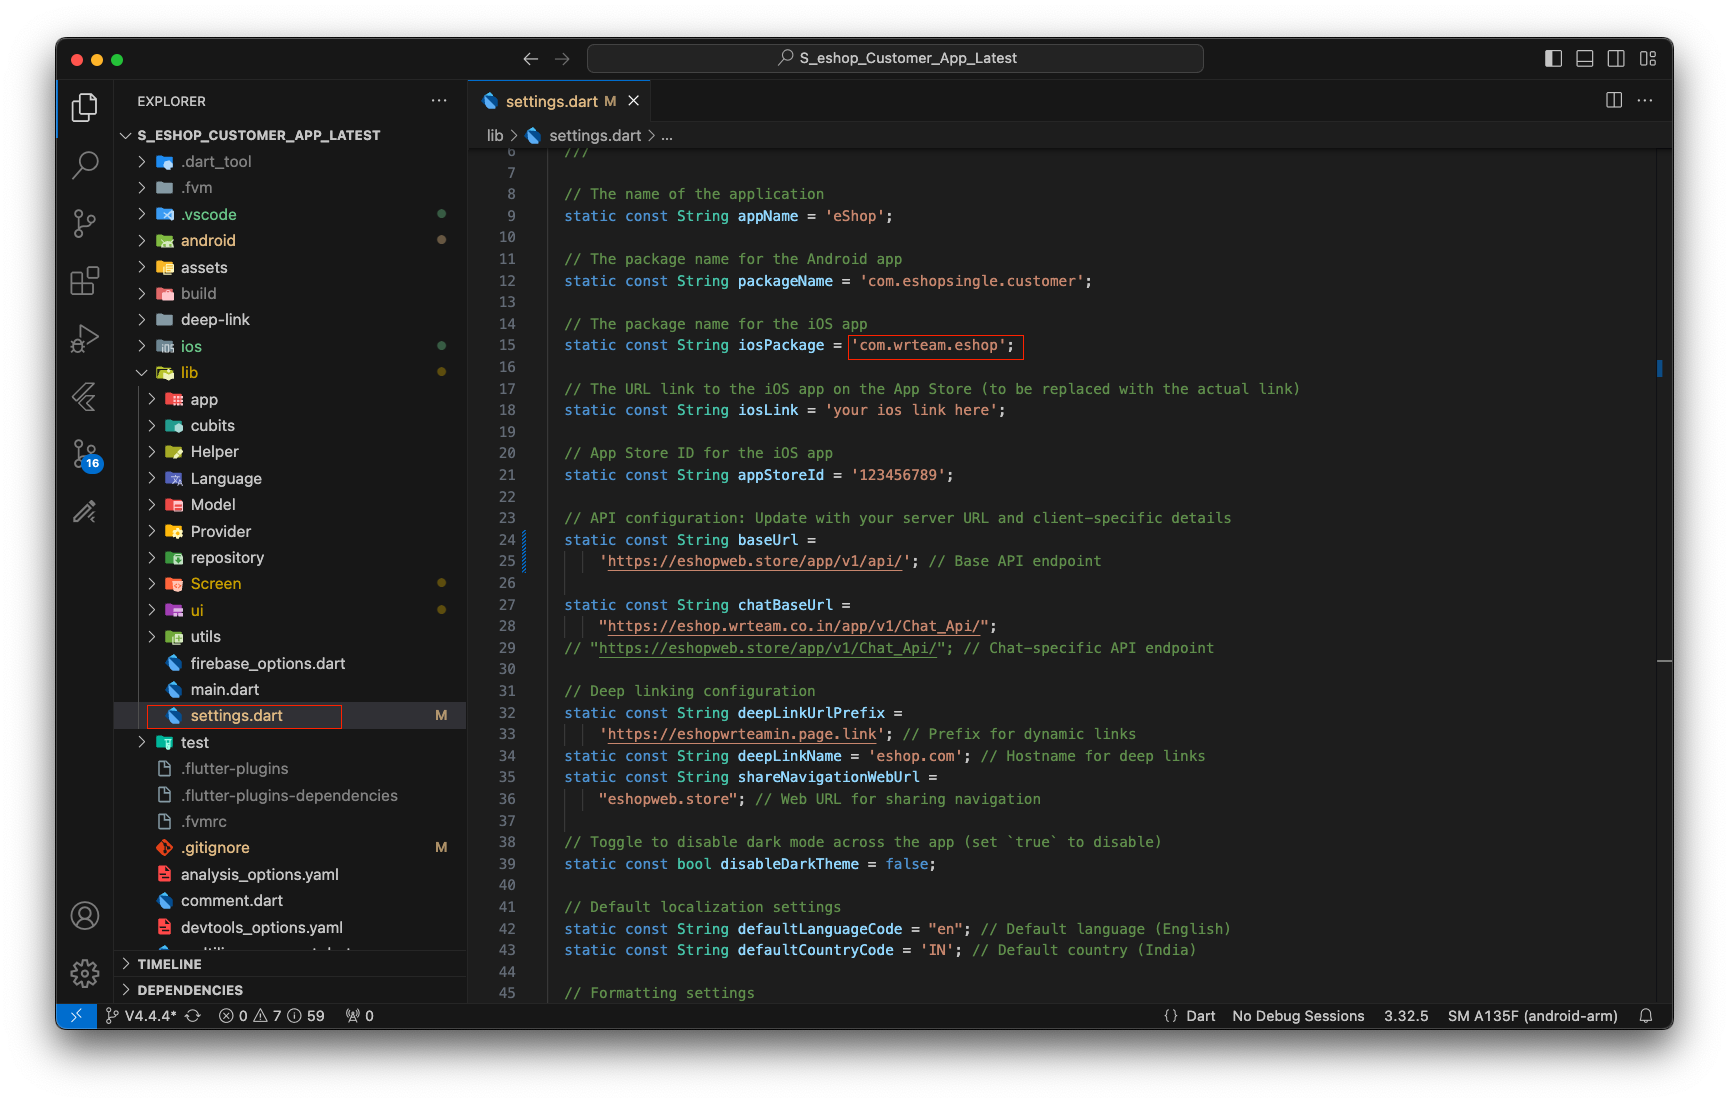 S_eshop_Customer_App_Latest
EXPLORER
settings.dart M
S_ESHOP_CUSTOMER_APP_LATEST
lib > settings.dart > ...
.dart_tool
.fvm
.vscode
android
assets
build
deep-link
ios
lib
app
cubits
Helper
Language
Model
Provider
repository
Screen
ui
utils
firebase_options.dart
main.dart
settings.dart M
test
.flutter-plugins
.flutter-plugins-dependencies
.fvmrc
.gitignore M
analysis_options.yaml
comment.dart
devtools_options.yaml
TIMELINE
DEPENDENCIES
16
6 ///
7
8 // The name of the application
9 static const String appName = 'eShop';
10
11 // The package name for the Android app
12 static const String packageName = 'com.eshopsingle.customer';
13
14 // The package name for the iOS app
15 static const String iosPackage = 'com.wrteam.eshop';
16
17 // The URL link to the iOS app on the App Store (to be replaced with the actual link)
18 static const String iosLink = 'your ios link here';
19
20 // App Store ID for the iOS app
21 static const String appStoreId = '123456789';
22
23 // API configuration: Update with your server URL and client-specific details
24 static const String baseUrl =
25 'https://eshopweb.store/app/v1/api/'; // Base API endpoint
26
27 static const String chatBaseUrl =
28 "https://eshop.wrteam.co.in/app/v1/Chat_Api/";
29 // "https://eshopweb.store/app/v1/Chat_Api/"; // Chat-specific API endpoint
30
31 // Deep linking configuration
32 static const String deepLinkUrlPrefix =
33 'https://eshopwrteamin.page.link'; // Prefix for dynamic links
34 static const String deepLinkName = 'eshop.com'; // Hostname for deep links
35 static const String shareNavigationWebUrl =
36 "eshopweb.store"; // Web URL for sharing navigation
37
38 // Toggle to disable dark mode across the app (set `true` to disable)
39 static const bool disableDarkTheme = false;
40
41 // Default localization settings
42 static const String defaultLanguageCode = "en"; // Default language (English)
43 static const String defaultCountryCode = 'IN'; // Default country (India)
44
45 // Formatting settings
V4.4.4* 0 7 59 0 {} Dart No Debug Sessions 3.32.5 SM A135F (android-arm)